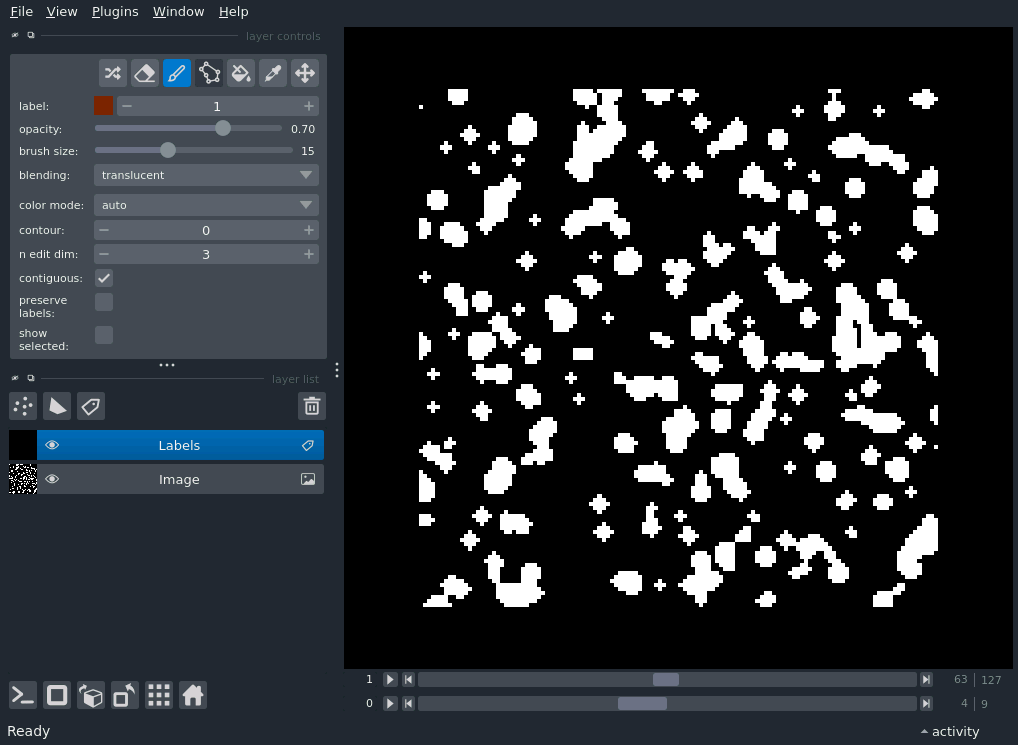 File View Plugins Window Help
layer controls
label: 1
opacity: 0.70
brush size: 15
blending: translucent
color mode: auto
contour: 0
n edit dim: 3
contiguous:
preserve
labels:
show
selected:
layer list
Labels
Image
1 63 127
0 4 9
Ready activity